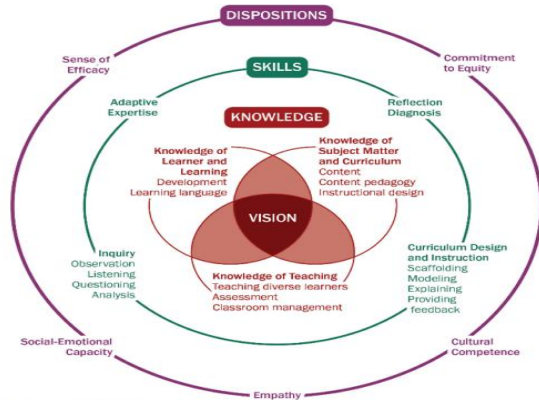 DISPOSITIONS
Sense of
Efficacy
Commitment
to Equity
SKILLS
Adaptive
Expertise
Reflection
Diagnosis
KNOWLEDGE
Knowledge of
Learner and
Learning
Development
Learning language
Knowledge of
Subject Matter
and Curriculum
Content
Content pedagogy
Instructional design
VISION
Inquiry
Observation
Listening
Questioning
Analysis
Knowledge of Teaching
Teaching diverse learners
Assessment
Classroom management
Curriculum Design
and Instruction
Scaffolding
Modeling
Explaining
Providing
feedback
Social-Emotional
Capacity
Cultural
Competence
Empathy